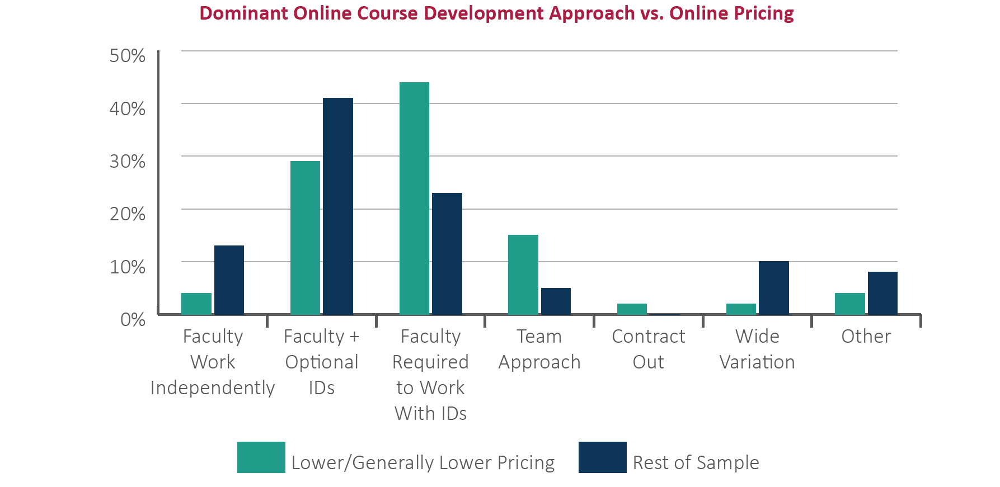 Dominant Online Course Development Approach vs. Online Pricing
50%
40%
30%
20%
10%
0%
Faculty
Work
Independently
Faculty +
Optional
IDs
Faculty
Required
to Work
With IDs
Team
Approach
Contract
Out
Wide
Variation
Other
Lower/Generally Lower Pricing
Rest of Sample